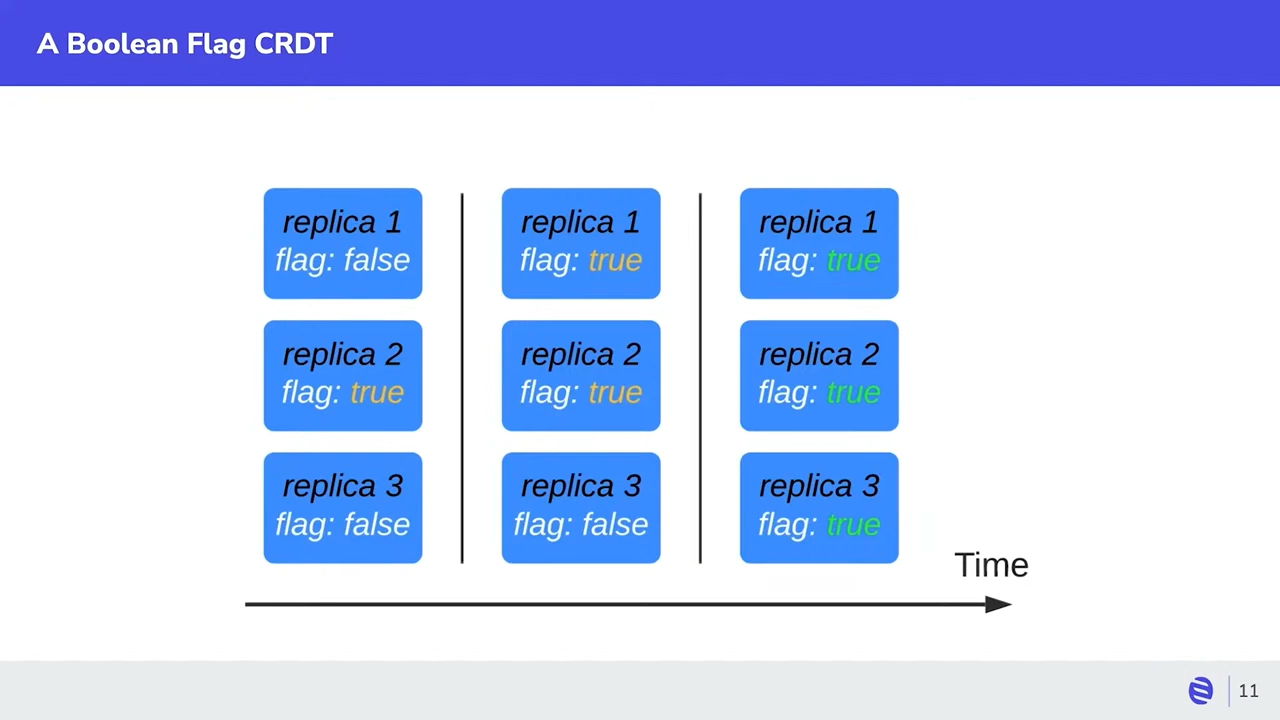 A Boolean Flag CRDT
replica 1
flag: false
replica 2
flag: true
replica 3
flag: false
replica 1
flag: true
replica 2
flag: true
replica 3
flag: false
replica 1
flag: true
replica 2
flag: true
replica 3
flag: true
Time
11